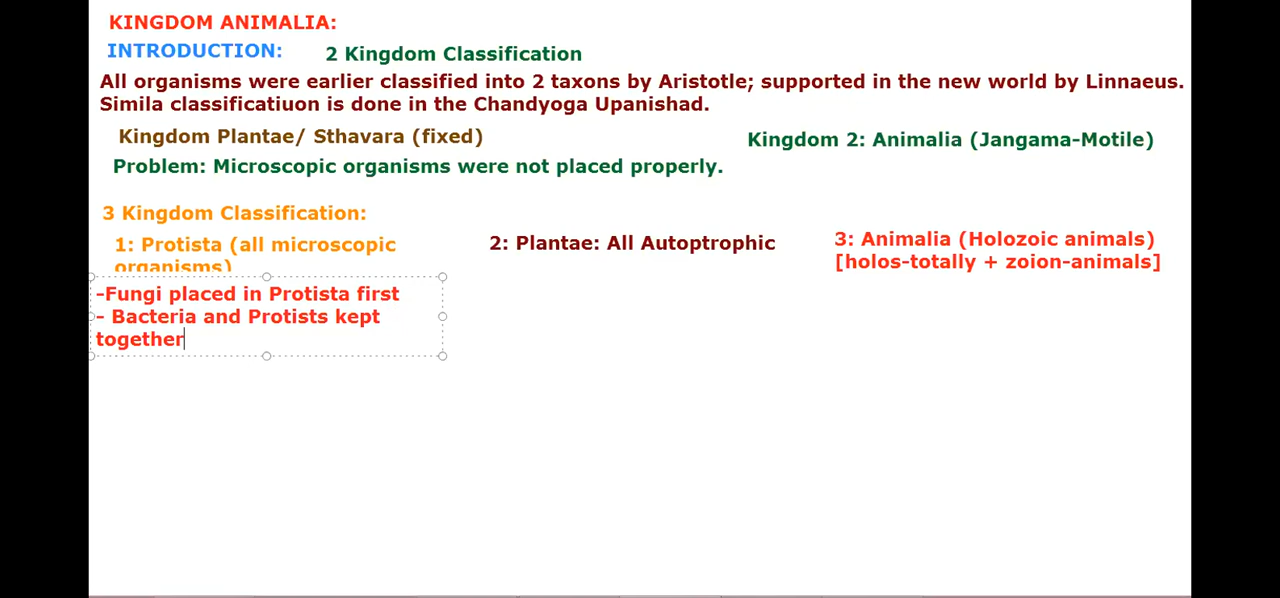 KINGDOM ANIMALIA:
INTRODUCTION: 2 Kingdom Classification
All organisms were earlier classified into 2 taxons by Aristotle; supported in the new world by Linnaeus.
Simila classificatiuon is done in the Chandyoga Upanishad.
Kingdom Plantae/ Sthavara (fixed) Kingdom 2: Animalia (Jangama-Motile)
Problem: Microscopic organisms were not placed properly.
3 Kingdom Classification:
1: Protista (all microscopic
organisms)
2: Plantae: All Autoptrophic
3: Animalia (Holozoic animals)
[holos-totally + zoion-animals]
-Fungi placed in Protista first
- Bacteria and Protists kept
together